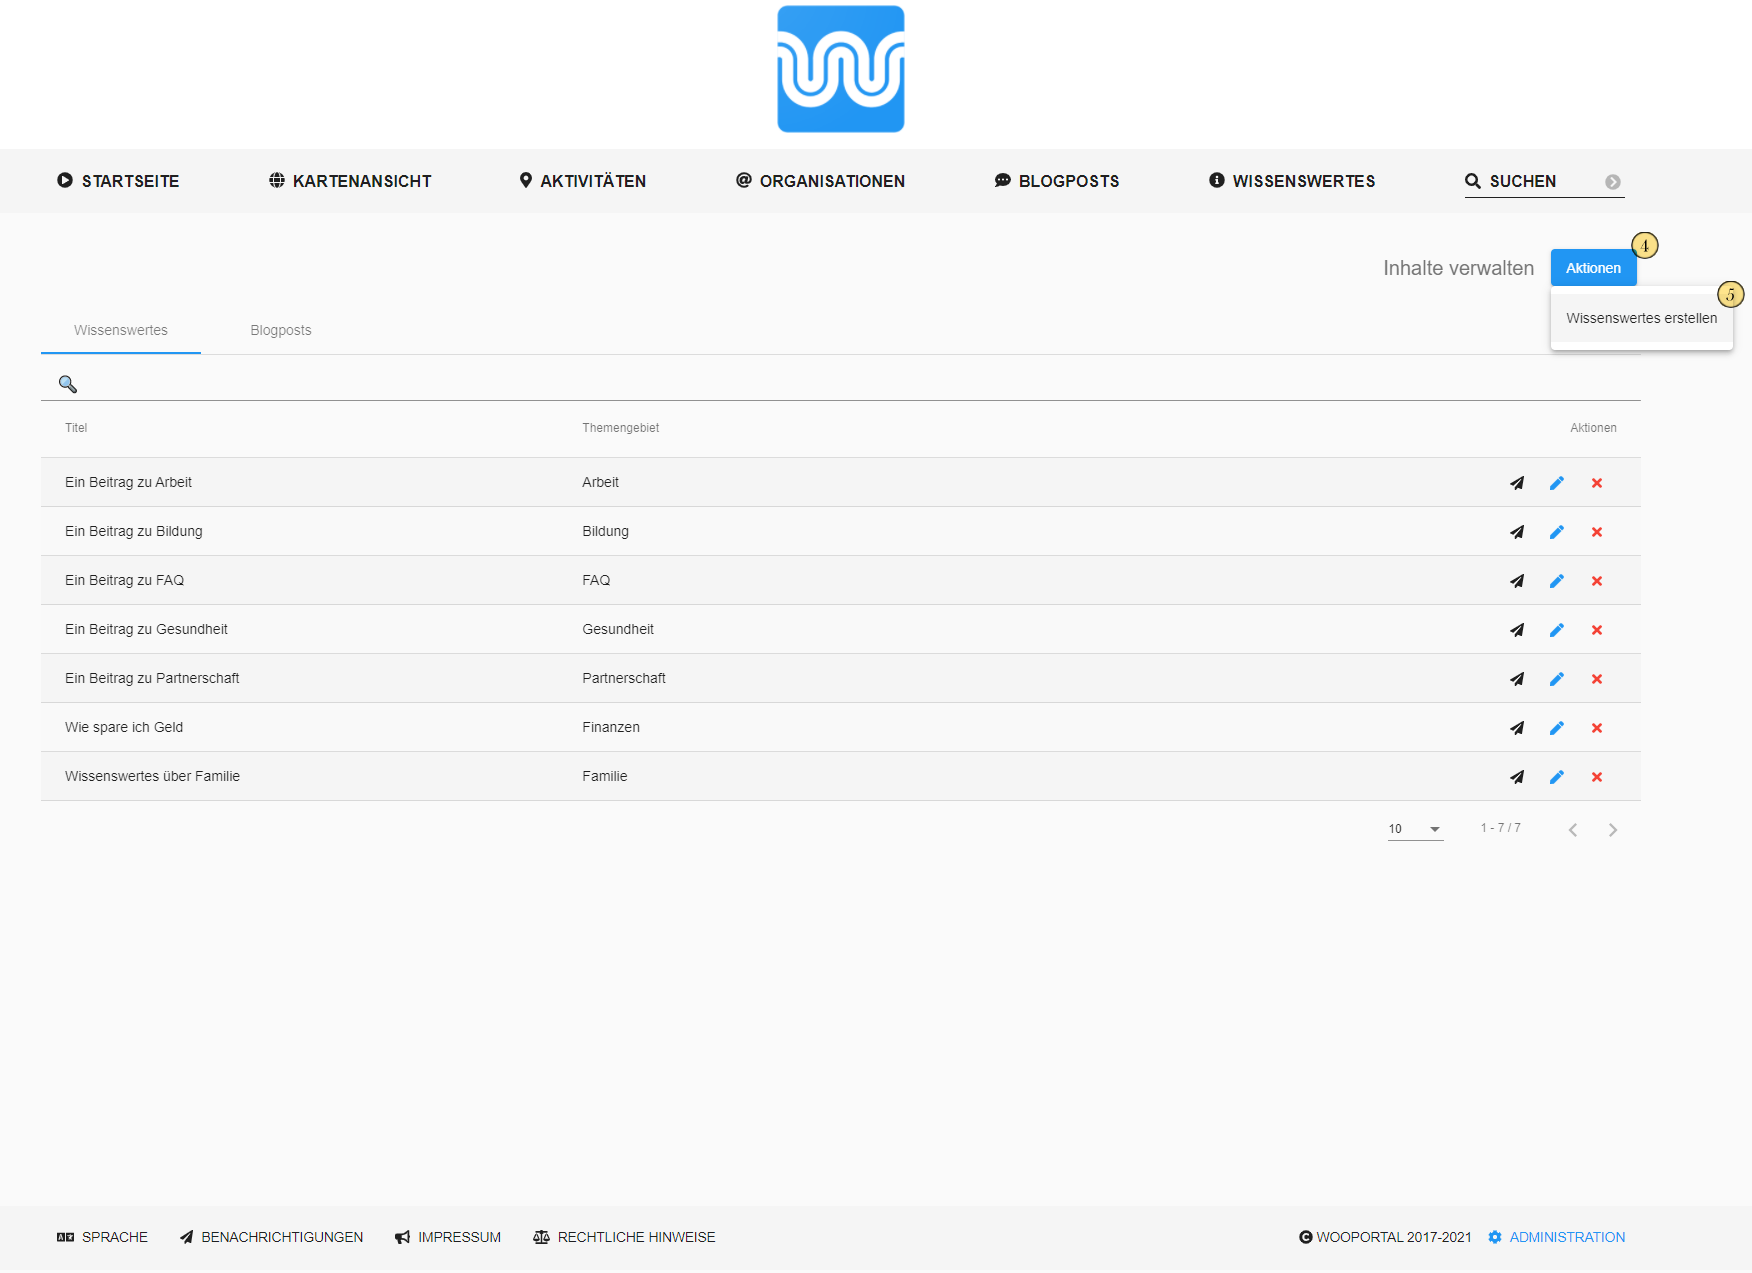 STARTSEITE KARTENANSICHT AKTIVITÄTEN ORGANISATIONEN BLOGPOSTS WISSENSWERTES SUCHEN
4
Inhalte verwalten Aktionen
5
Wissenswertes erstellen
Wissenswertes Blogposts
Titel Themengebiet Aktionen
Ein Beitrag zu Arbeit Arbeit
Ein Beitrag zu Bildung Bildung
Ein Beitrag zu FAQ FAQ
Ein Beitrag zu Gesundheit Gesundheit
Ein Beitrag zu Partnerschaft Partnerschaft
Wie spare ich Geld Finanzen
Wissenswertes über Familie Familie
10 1 - 7 / 7
SPRACHE BENACHRICHTIGUNGEN IMPRESSUM RECHTLICHE HINWEISE WOOPORTAL 2017-2021 ADMINISTRATION